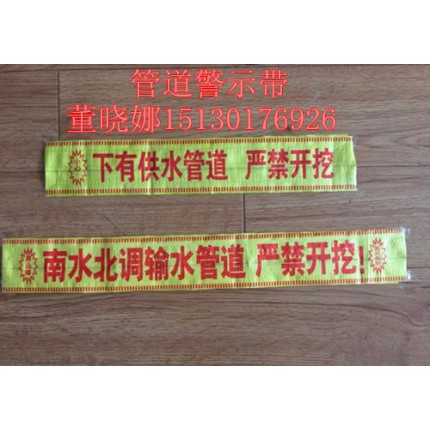 管道警示带
董晓娜15130176926
下有供水管道 严禁开挖
南水北调输水管道 严禁开挖!